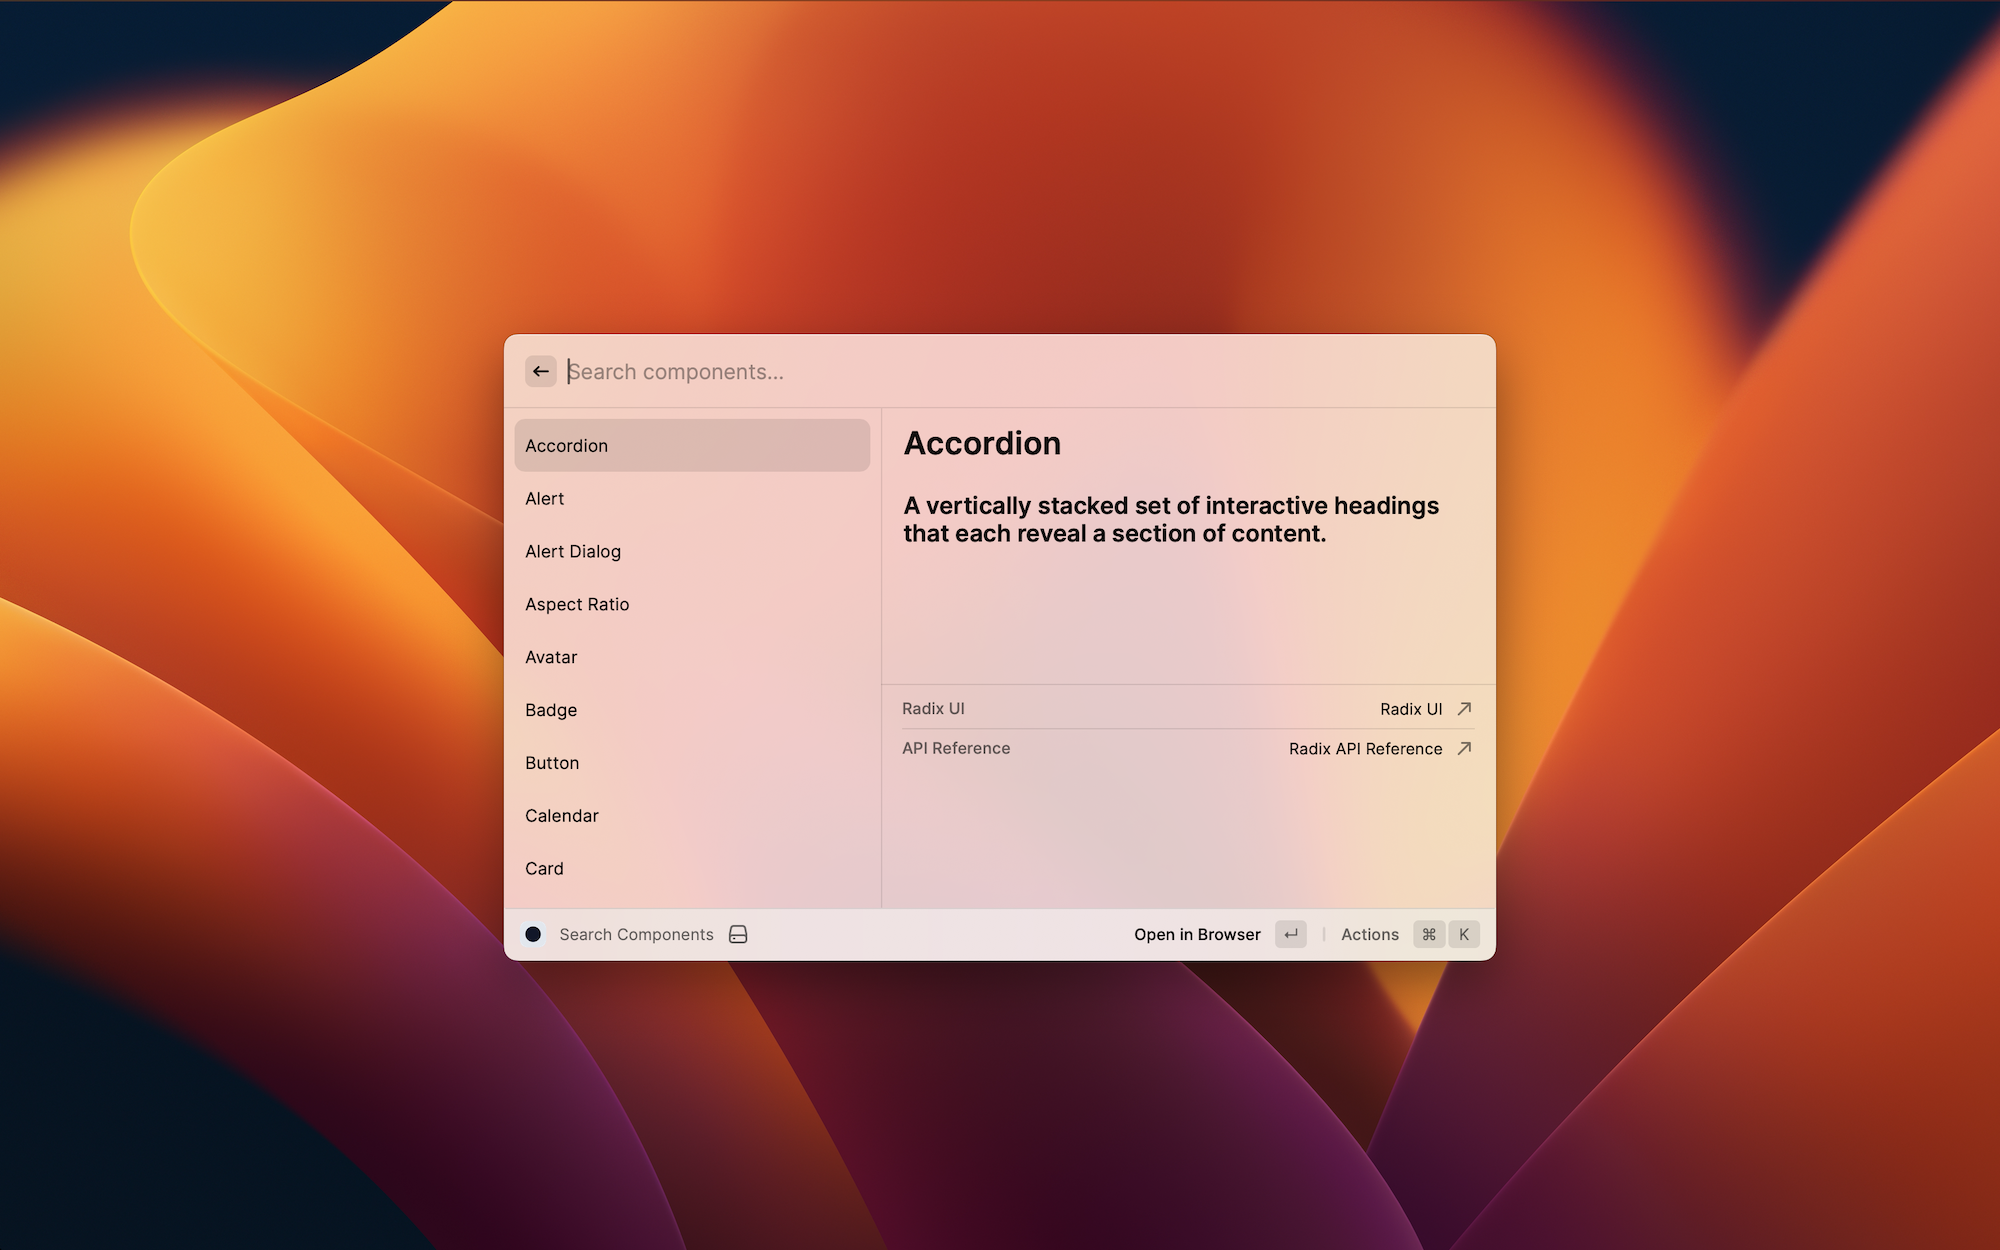 Search components...
Accordion
Alert
Alert Dialog
Aspect Ratio
Avatar
Badge
Button
Calendar
Card
Accordion
A vertically stacked set of interactive headings
that each reveal a section of content.
Radix UI Radix UI
API Reference Radix API Reference
Search Components Open in Browser Actions ⌘ K